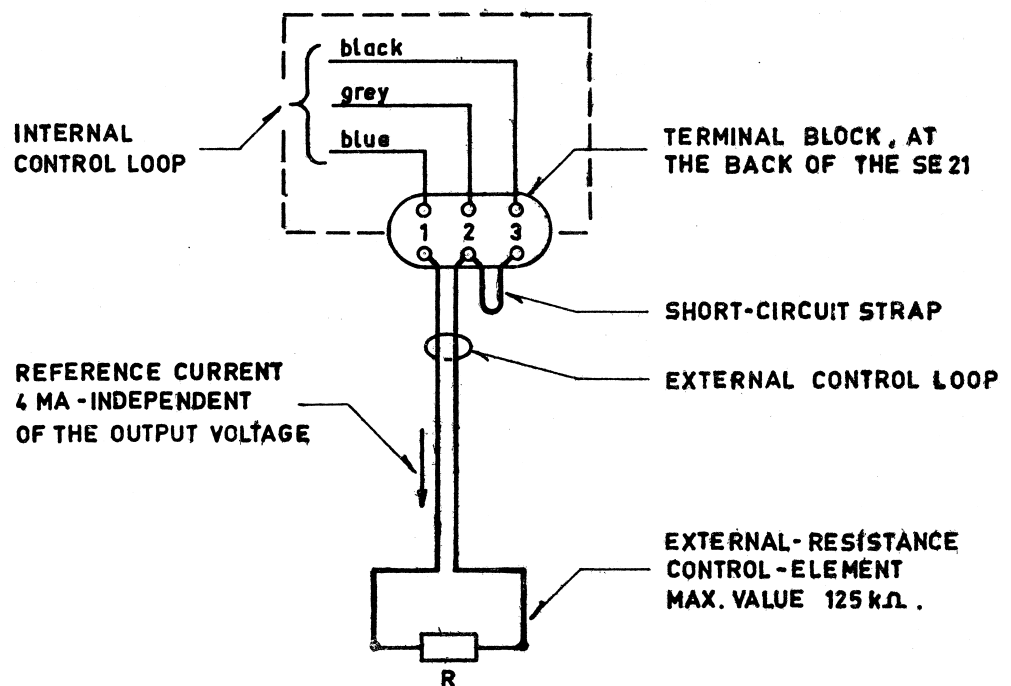 black
grey
blue
INTERNAL
CONTROL LOOP
TERMINAL BLOCK, AT
THE BACK OF THE SE 21
1 2 3
SHORT-CIRCUIT STRAP
EXTERNAL CONTROL LOOP
REFERENCE CURRENT
4 MA - INDEPENDENT
OF THE OUTPUT VOLTAGE
EXTERNAL - RESISTANCE
CONTROL - ELEMENT
MAX. VALUE 125 kΩ.
R